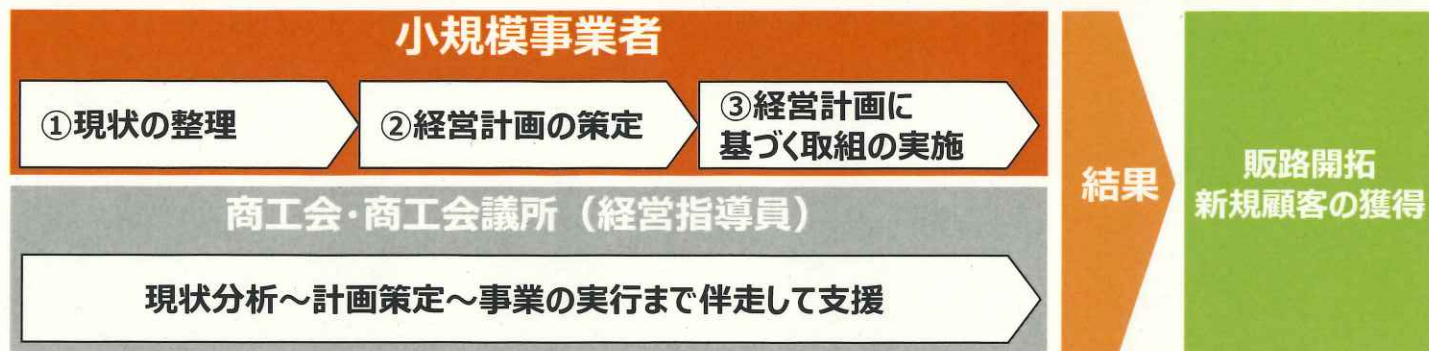 小規模事業者
①現状の整理
②経営計画の策定
③経営計画に
基づく取組の実施
商工会・商工会議所（経営指導員）
現状分析～計画策定～事業の実行まで伴走して支援
結果
販路開拓
新規顧客の獲得